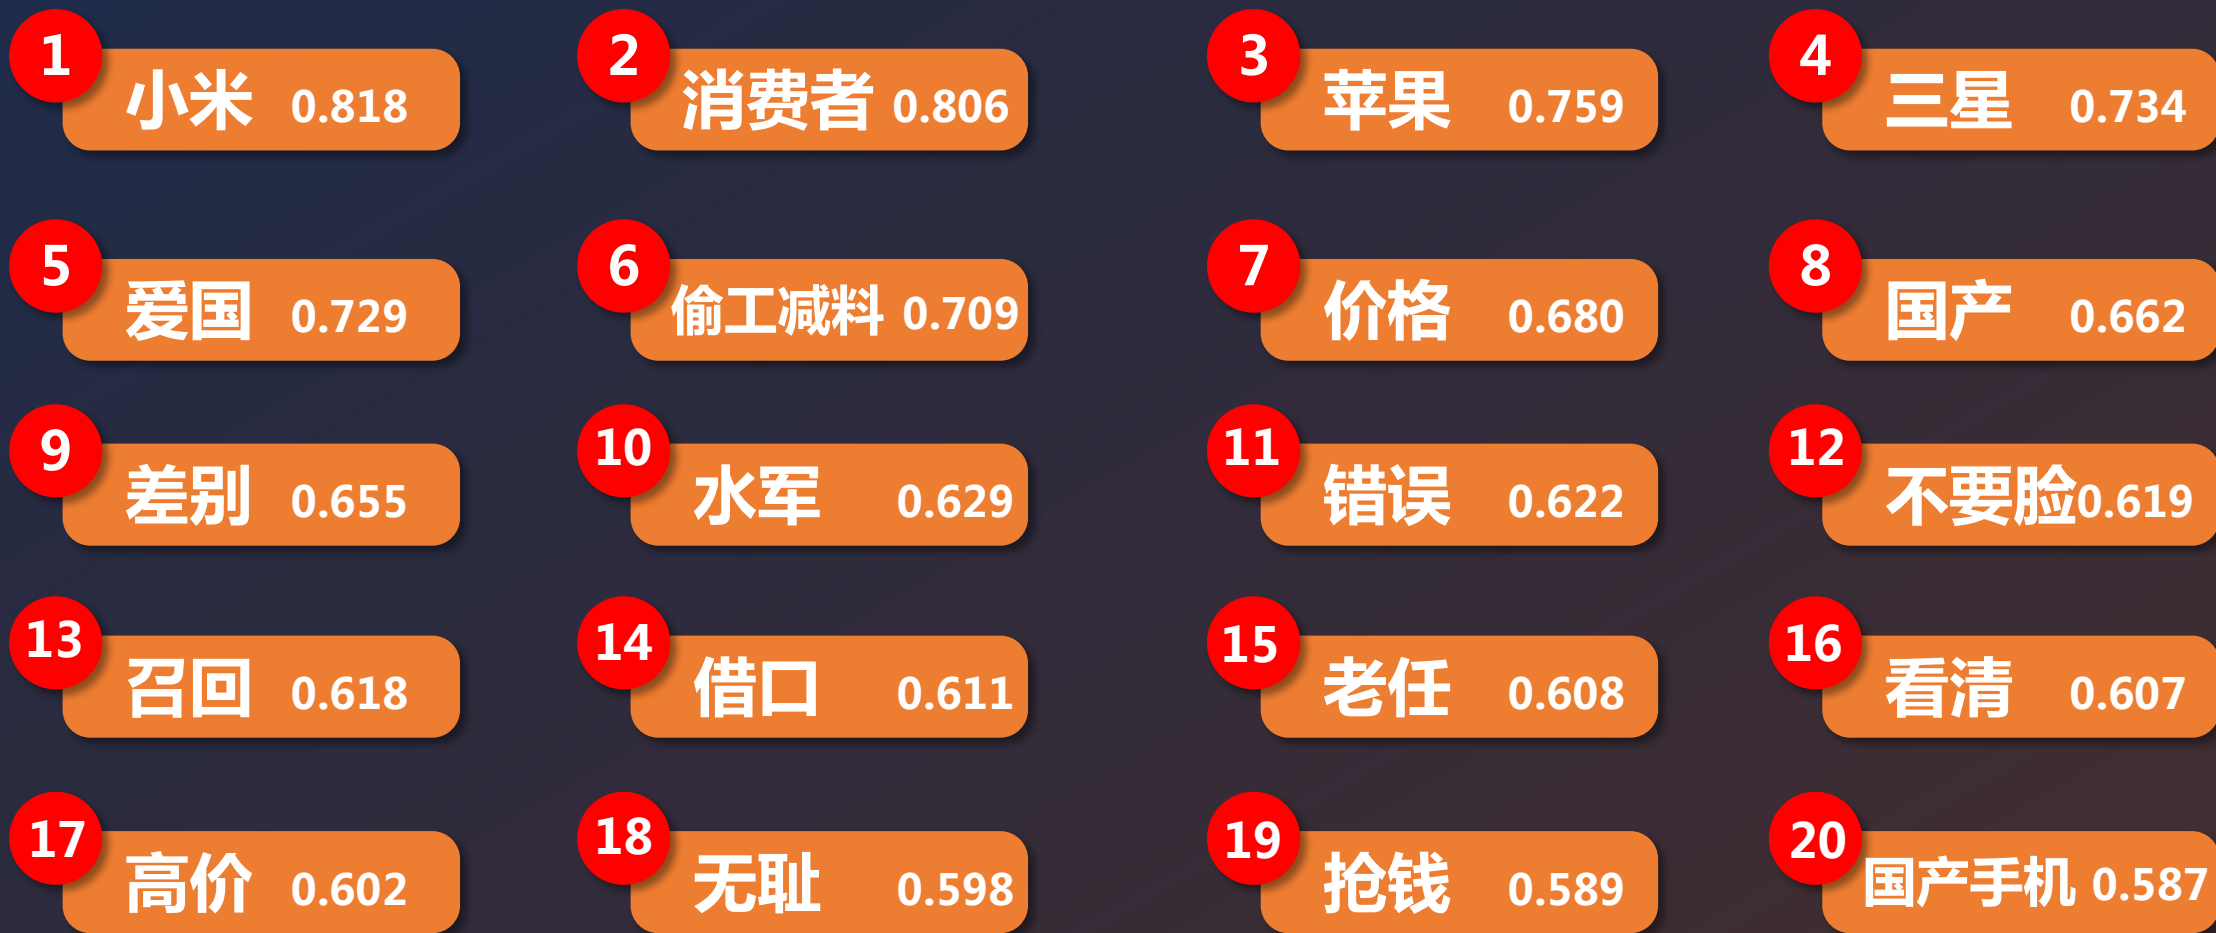 1 小米 0.818
2 消费者 0.806
3 苹果 0.759
4 三星 0.734
5 爱国 0.729
6 偷工减料 0.709
7 价格 0.680
8 国产 0.662
9 差别 0.655
10 水军 0.629
11 错误 0.622
12 不要脸 0.619
13 召回 0.618
14 借口 0.611
15 老任 0.608
16 看清 0.607
17 高价 0.602
18 无耻 0.598
19 抢钱 0.589
20 国产手机 0.587